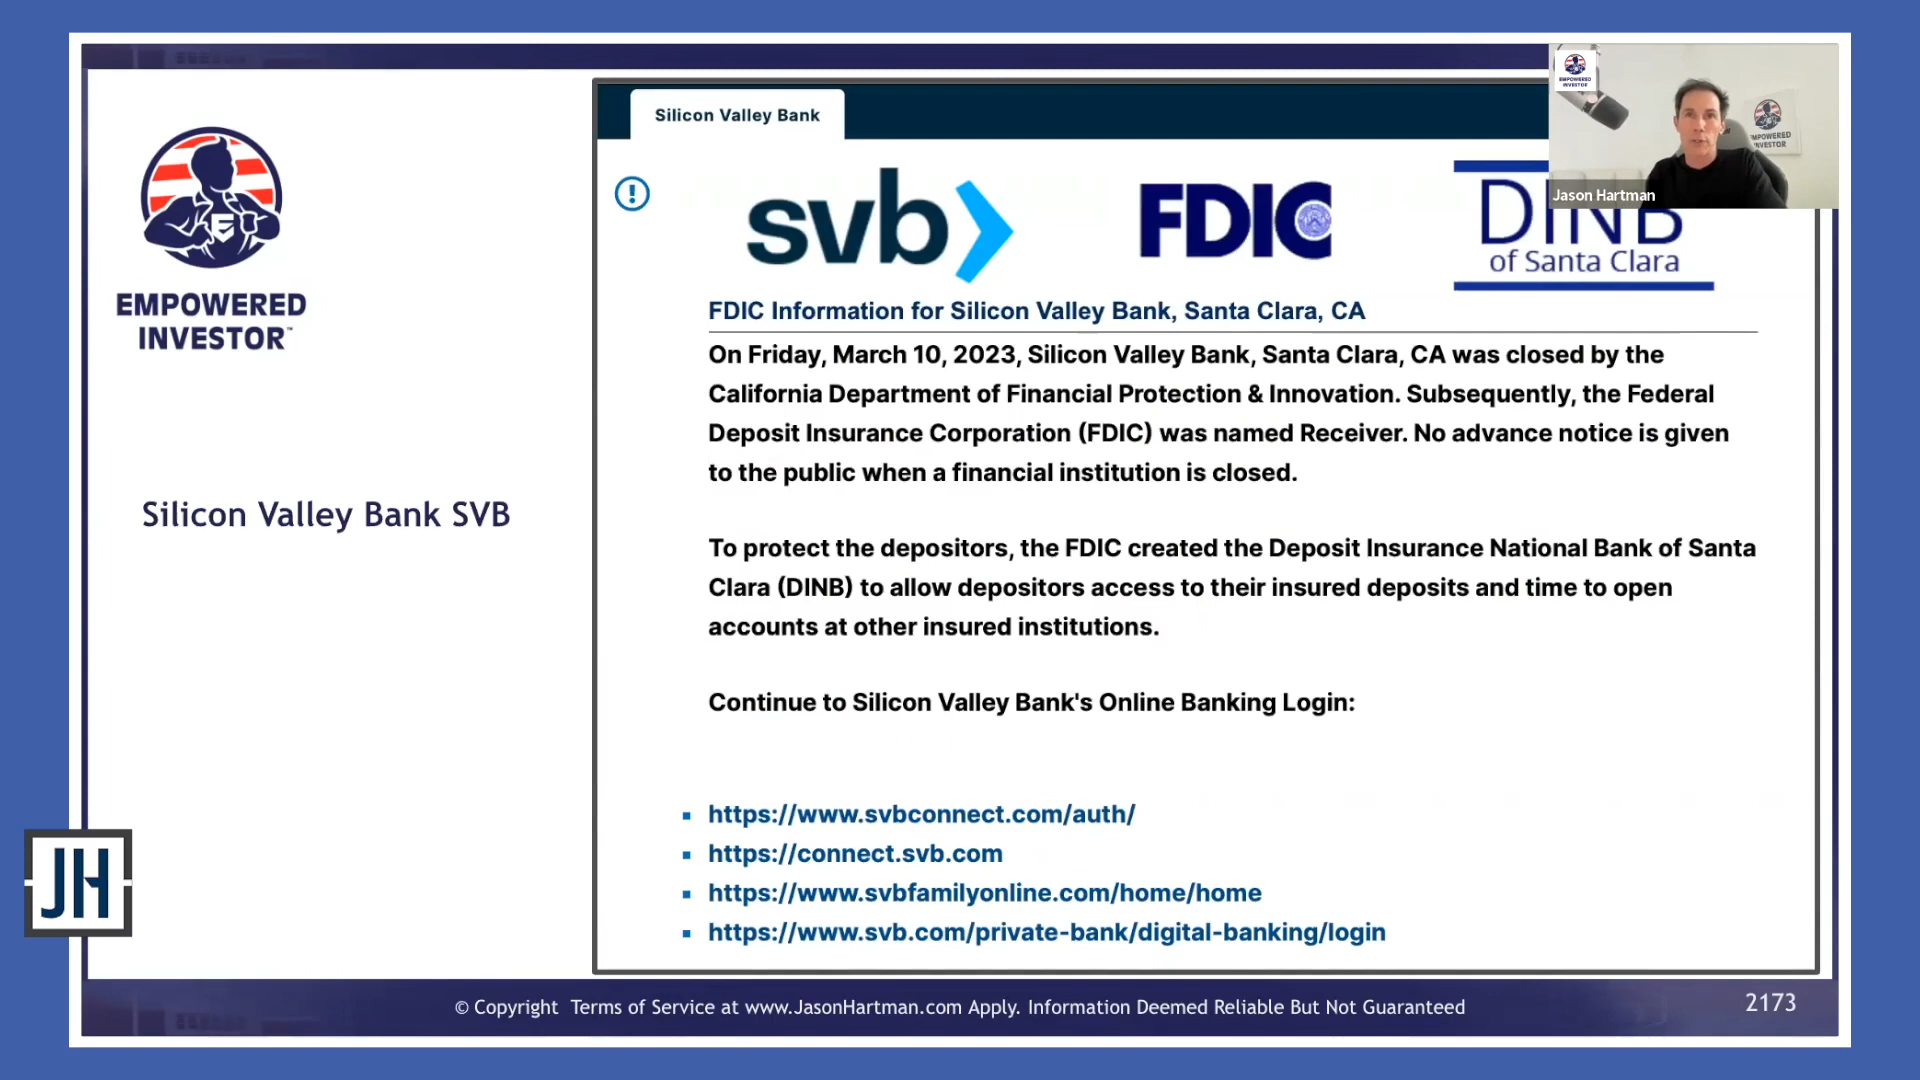 EMPOWERED
INVESTOR™
Silicon Valley Bank SVB
JH
Silicon Valley Bank
svb
FDIC
DINB
of Santa Clara
FDIC Information for Silicon Valley Bank, Santa Clara, CA
On Friday, March 10, 2023, Silicon Valley Bank, Santa Clara, CA was closed by the
California Department of Financial Protection & Innovation. Subsequently, the Federal
Deposit Insurance Corporation (FDIC) was named Receiver. No advance notice is given
to the public when a financial institution is closed.
To protect the depositors, the FDIC created the Deposit Insurance National Bank of Santa
Clara (DINB) to allow depositors access to their insured deposits and time to open
accounts at other insured institutions.
Continue to Silicon Valley Bank's Online Banking Login:
https://www.svbconnect.com/auth/
https://connect.svb.com
https://www.svbfamilyonline.com/home/home
https://www.svb.com/private-bank/digital-banking/login
EMPOWERED
INVESTOR
EMPOWERED
INVESTOR
Jason Hartman
© Copyright Terms of Service at www.JasonHartman.com Apply. Information Deemed Reliable But Not Guaranteed
2173